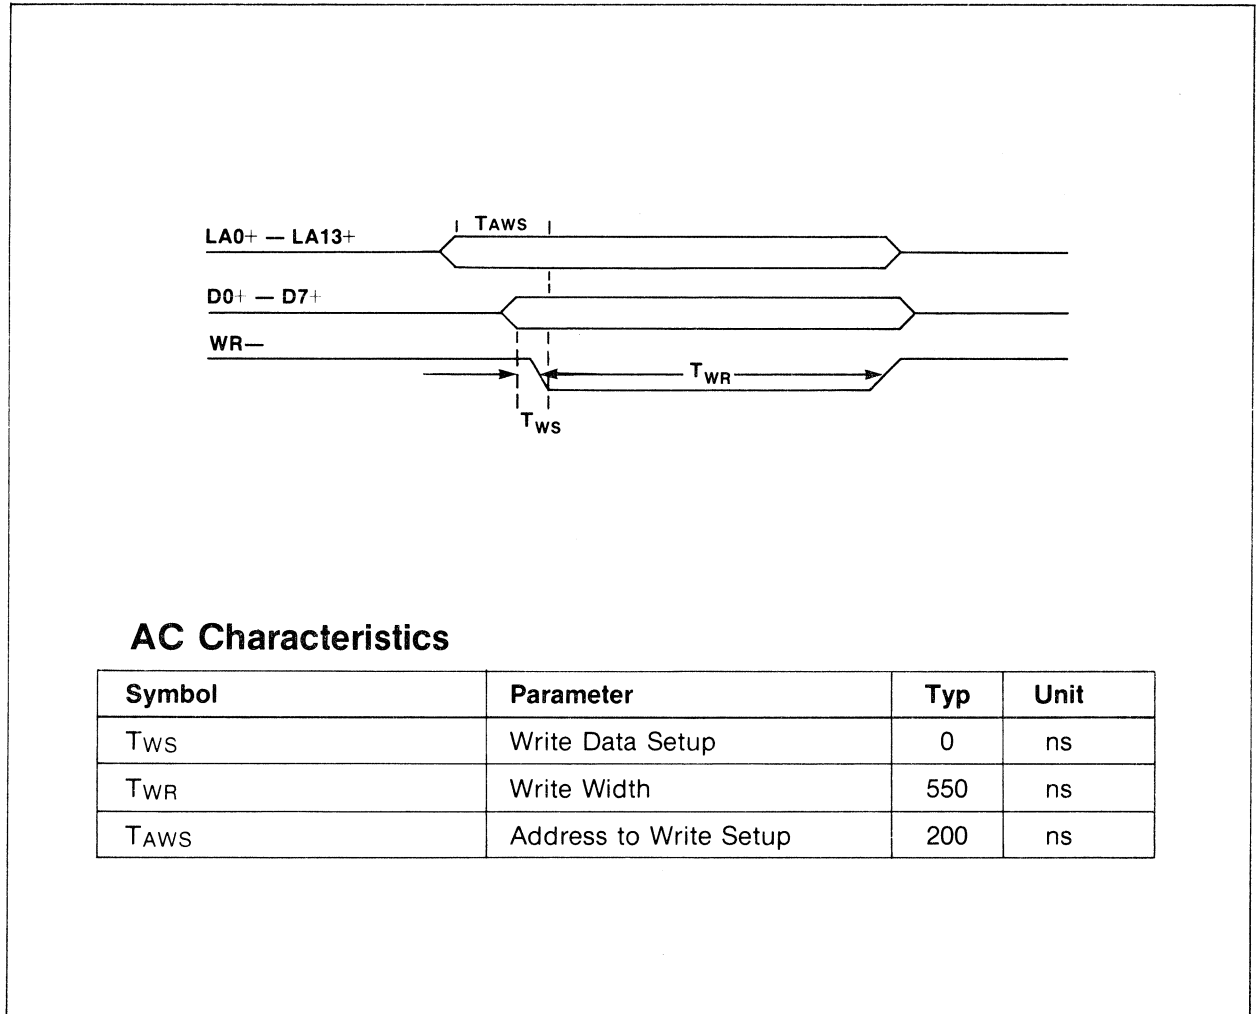 TAWS
LA0+ — LA13+
D0+ — D7+
WR—
TWR
TWS
AC Characteristics
Symbol Parameter Typ Unit
TWS Write Data Setup 0 ns
TWR Write Width 550 ns
TAWS Address to Write Setup 200 ns